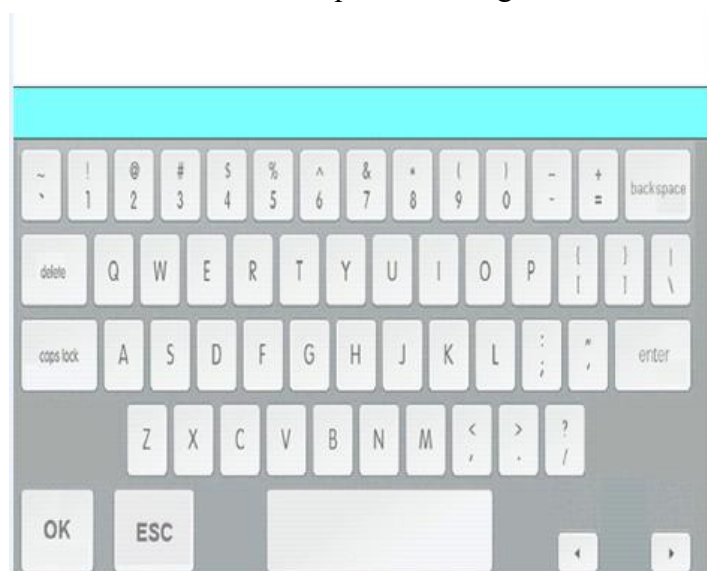 ~ ! @ # $ % ^ & * ( ) - +
` 1 2 3 4 5 6 7 8 9 0 - = backspace
delete Q W E R T Y U I O P { } |
[ ] \
caps lock A S D F G H J K L : " enter
; ,
Z X C V B N M < > ?
, . /
OK ESC